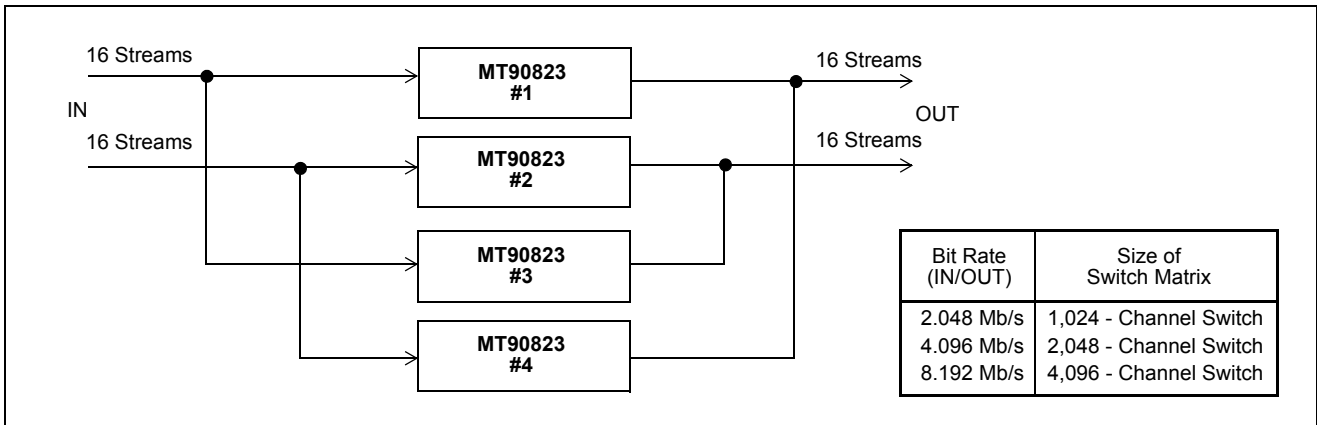 16 Streams
MT90823
#1
16 Streams
IN
OUT
16 Streams
MT90823
#2
16 Streams
MT90823
#3
MT90823
#4
Bit Rate
(IN/OUT)
Size of
Switch Matrix
2.048 Mb/s 1,024 - Channel Switch
4.096 Mb/s 2,048 - Channel Switch
8.192 Mb/s 4,096 - Channel Switch